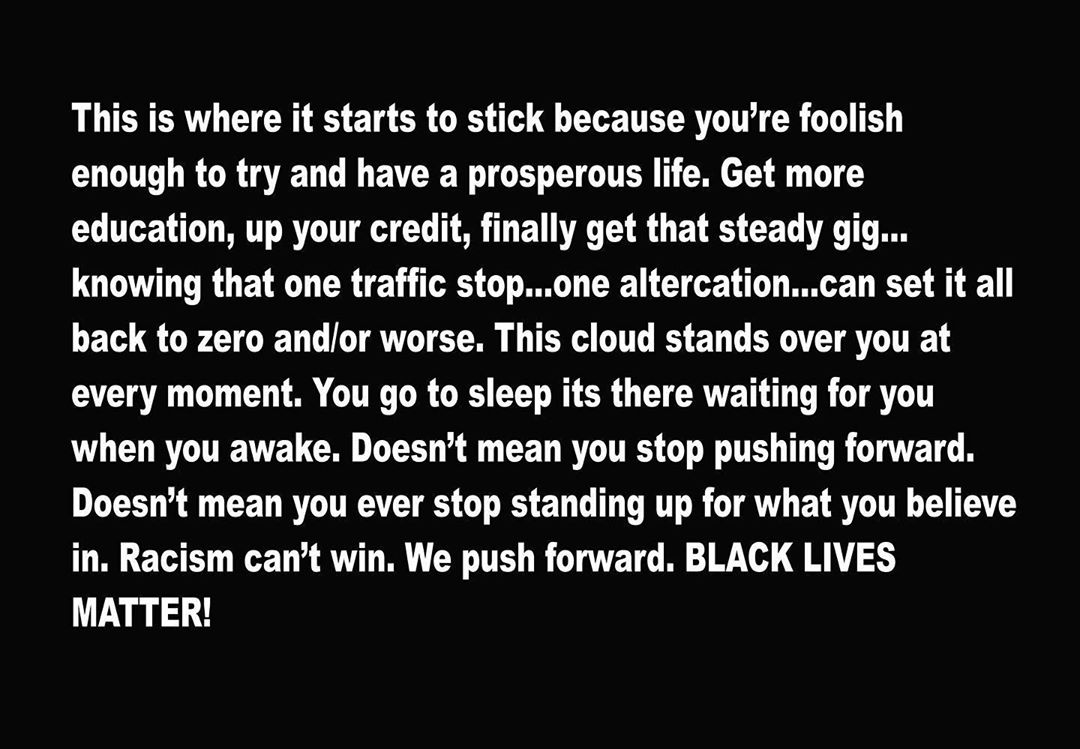 This is where it starts to stick because you’re foolish
enough to try and have a prosperous life. Get more
education, up your credit, finally get that steady gig...
knowing that one traffic stop...one altercation...can set it all
back to zero and/or worse. This cloud stands over you at
every moment. You go to sleep its there waiting for you
when you awake. Doesn’t mean you stop pushing forward.
Doesn’t mean you ever stop standing up for what you believe
in. Racism can’t win. We push forward. BLACK LIVES
MATTER!